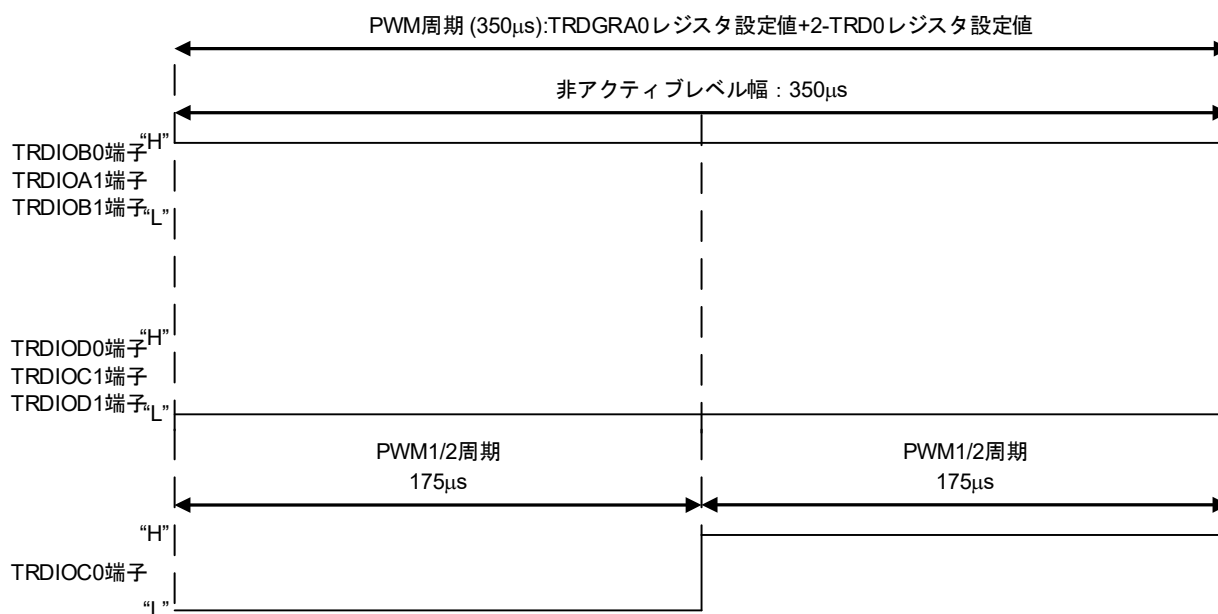 PWM周期 (350μs):TRDGRA0レジスタ設定値+2-TRD0レジスタ設定値
非アクティブレベル幅：350μs
“H”
TRDIOB0端子
TRDIOA1端子
TRDIOB1端子
“L”
“H”
TRDIOD0端子
TRDIOC1端子
TRDIOD1端子
“L”
PWM1/2周期
175μs
PWM1/2周期
175μs
“H”
TRDIOC0端子
“L”